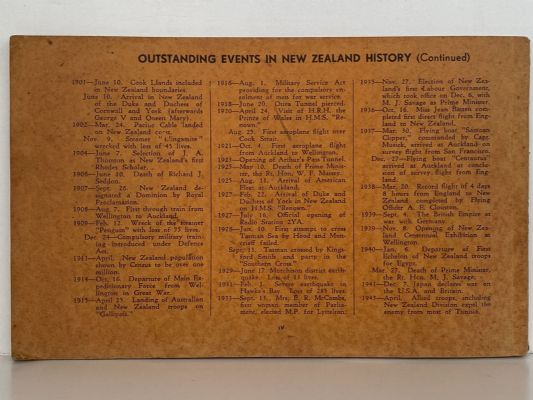 OUTSTANDING EVENTS IN NEW ZEALAND HISTORY (Continued)
1901—June 10. Cook Islands included
in New Zealand boundaries.
June 10. Arrival in New Zealand
of the Duke and Duchess of
Cornwall and York (afterwards
George V and Queen Mary).
1902—Mar. 24. Pacific Cable landed
on New Zealand coast.
Nov. 9. Steamer "Elingamite"
wrecked with loss of 45 lives.
1904—June 7. Selection of J. A.
Thomson as New Zealand's first
Rhodes Scholar.
1906—June 10. Death of Richard J.
Seddon.
1907—Sept. 26. New Zealand de-
signated a Dominion by Royal
Proclamation.
1908—Aug. 7. First through train from
Wellington to Auckland.
1909—Feb. 12. Wreck of the steamer
"Penguin" with loss of 75 lives.
Dec. 24—Compulsory military train-
ing introduced under Defence
Act.
1911—April. New Zealand population
shown by Census to be over one
million.
1914—Oct. 16. Departure of Main Ex-
peditionary Force from Wel-
lington in Great War.
1915—April 25. Landing of Australian
and New Zealand troops on
"Gallipoli."
1916—Aug. 1. Military Service Act
providing for the compulsory en-
rolment of men for war service.
1918—June 20. Otira Tunnel pierced.
1920—April 24. Visit of H.R.H. the
Prince of Wales in H.M.S. "Re-
nown."
Aug. 25. First aeroplane flight over
Cook Strait.
1921—Oct. 4. First aeroplane flight
from Auckland to Wellington.
1923—Opening of Arthur's Pass Tunnel.
1925—May 10. Death of Prime Minis-
ter, the Rt. Hon. W. F. Massey.
1925—Aug. 11. Arrival of American
Fleet at Auckland.
1927—Feb. 22. Arrival of Duke and
Duchess of York in New Zealand
on H.M.S. "Renown."
1927—July 16. Official opening of
Radio Station 2YA.
1928—Jan. 10. First attempt to cross
Tasman Sea by Hood and Mon-
crieff failed.
Sept. 11. Tasman crossed by Kings-
ford Smith and party in the
"Southern Cross."
1929—June 17. Murchison district earth-
quake. Loss of lives.
1931—Feb. 3. Severe earthquake in
Hawke's Bay. Loss of 285 lives.
1933—Sept. 13. Mrs. E. R. McCombs,
first woman member of Parlia-
ment, elected M.P. for Lyttelton.
1935—Nov. 27. Election of New Zea-
land's first Labour Government,
which took office on Dec. 6, with
M. J. Savage as Prime Minister.
1936—Oct. 16. Miss Jean Batten com-
pleted first direct flight from Eng-
land to New Zealand.
1937—Mar. 30. Flying boat, "Samoan
Clipper," commanded by Capt.
Musick, arrived at Auckland on
survey flight from San Francisco.
Dec. 27—Flying boat "Centaurus"
arrived at Auckland at conclu-
sion of survey flight from Eng-
land.
1938—Mar. 20. Record flight of 4 days
8 hours from England to New
Zealand completed by Flying
Officer A. E. Clouston.
1939—Sept. 4. The British Empire at
war with Germany.
1939—Nov. 8. Opening of New Zea-
land Centennial Exhibition at
Wellington.
1940—Jan. 6. Departure of First
Echelon of New Zealand troops
for Egypt.
Mar. 27. Death of Prime Minister,
the Rt. Hon. M. J. Savage.
1941—Dec. 7. Japan declares war on
the U.S.A. and Britain.
1943—April. Allied troops, including
New Zealand Division expel the
enemy from most of Tunisia.
IV